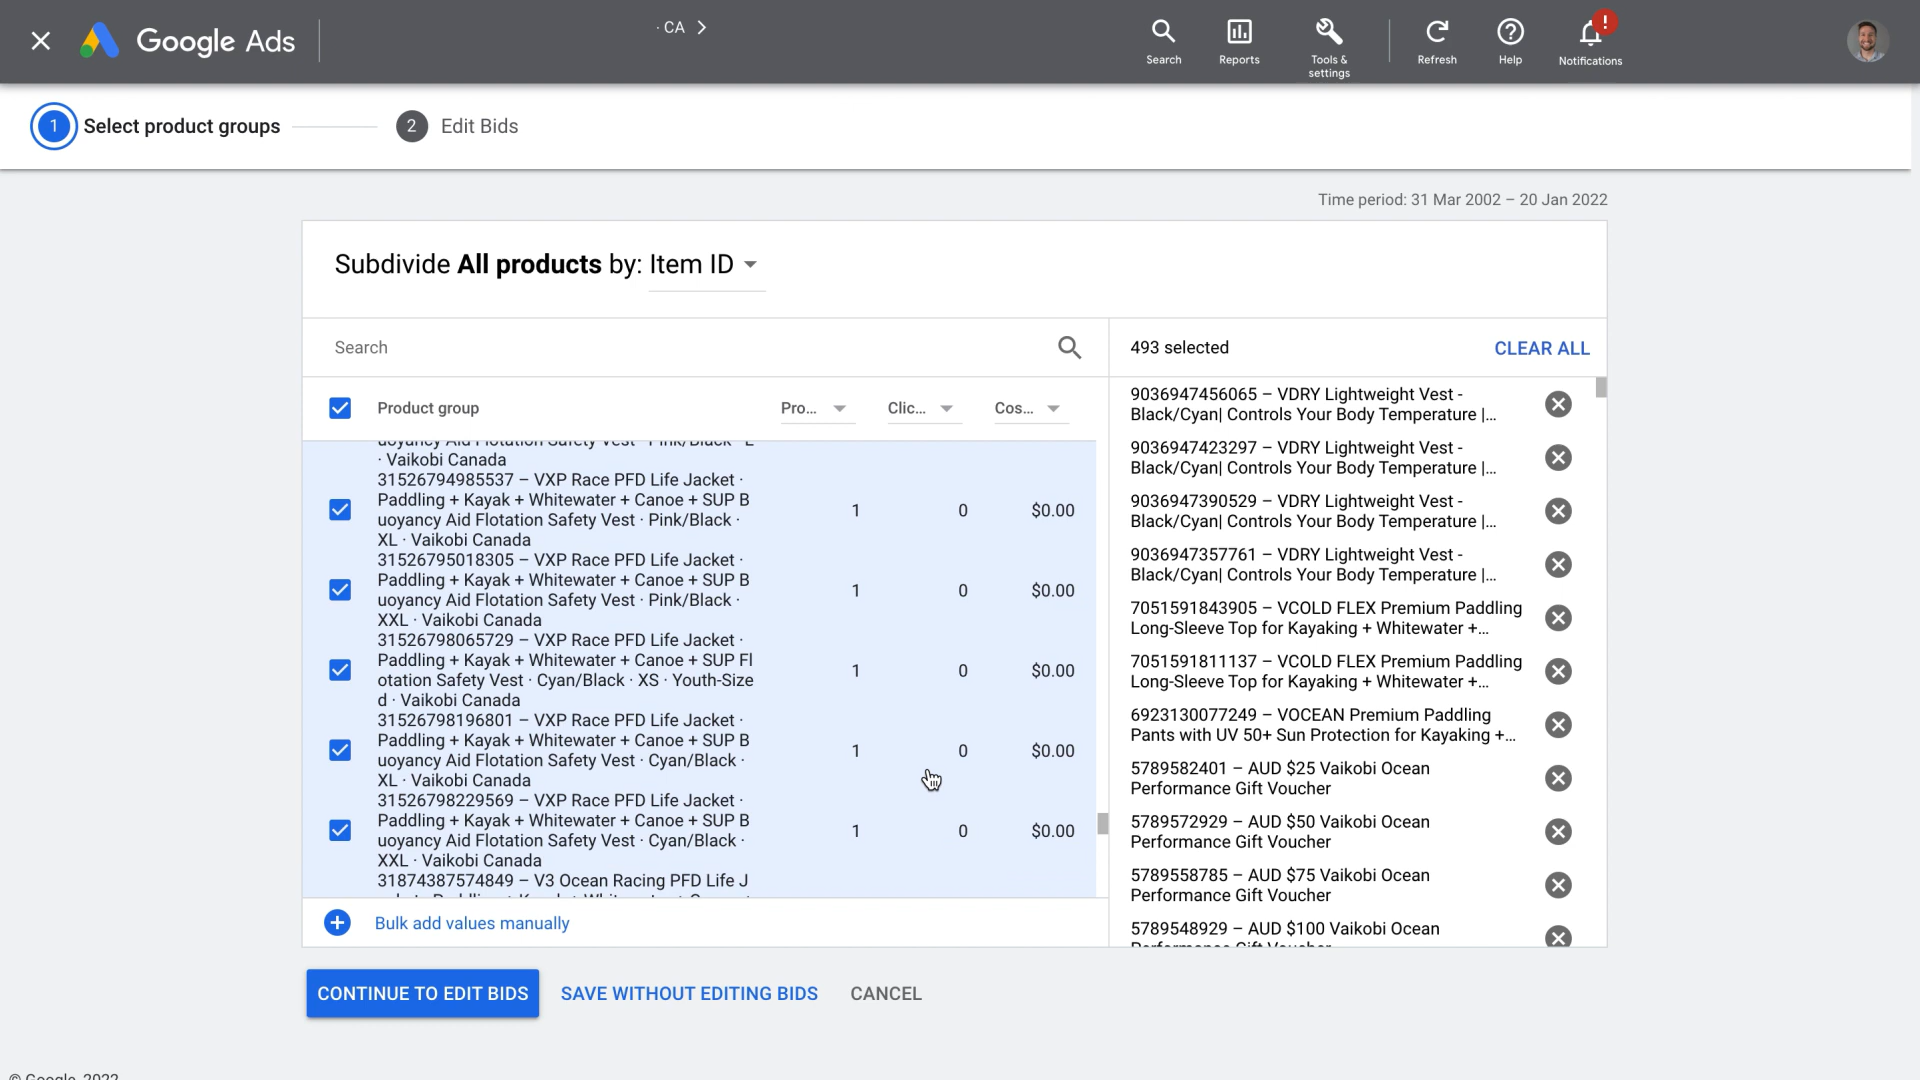 Google Ads
· CA
Search
Reports
Tools &
settings
Refresh
Help
!
Notifications
1
Select product groups
2
Edit Bids
Time period: 31 Mar 2002 – 20 Jan 2022
Subdivide All products by: Item ID
Search
493 selected
CLEAR ALL
Product group
Pro...
Clic...
Cos...
uoyancy Aid Flotation Safety Vest · Pink/Black · L
· Vaikobi Canada
31526794985537 – VXP Race PFD Life Jacket ·
Paddling + Kayak + Whitewater + Canoe + SUP B
uoyancy Aid Flotation Safety Vest · Pink/Black ·
XL · Vaikobi Canada
1
0
$0.00
31526795018305 – VXP Race PFD Life Jacket ·
Paddling + Kayak + Whitewater + Canoe + SUP B
uoyancy Aid Flotation Safety Vest · Pink/Black ·
XXL · Vaikobi Canada
1
0
$0.00
31526798065729 – VXP Race PFD Life Jacket ·
Paddling + Kayak + Whitewater + Canoe + SUP Fl
otation Safety Vest · Cyan/Black · XS · Youth-Size
d · Vaikobi Canada
1
0
$0.00
31526798196801 – VXP Race PFD Life Jacket ·
Paddling + Kayak + Whitewater + Canoe + SUP B
uoyancy Aid Flotation Safety Vest · Cyan/Black ·
XL · Vaikobi Canada
1
0
$0.00
31526798229569 – VXP Race PFD Life Jacket ·
Paddling + Kayak + Whitewater + Canoe + SUP B
uoyancy Aid Flotation Safety Vest · Cyan/Black ·
XXL · Vaikobi Canada
1
0
$0.00
31874387574849 – V3 Ocean Racing PFD Life J
9036947456065 – VDRY Lightweight Vest -
Black/Cyan| Controls Your Body Temperature |...
9036947423297 – VDRY Lightweight Vest -
Black/Cyan| Controls Your Body Temperature |...
9036947390529 – VDRY Lightweight Vest -
Black/Cyan| Controls Your Body Temperature |...
9036947357761 – VDRY Lightweight Vest -
Black/Cyan| Controls Your Body Temperature |...
7051591843905 – VCOLD FLEX Premium Paddling
Long-Sleeve Top for Kayaking + Whitewater +...
7051591811137 – VCOLD FLEX Premium Paddling
Long-Sleeve Top for Kayaking + Whitewater +...
6923130077249 – VOCEAN Premium Paddling
Pants with UV 50+ Sun Protection for Kayaking +...
5789582401 – AUD $25 Vaikobi Ocean
Performance Gift Voucher
5789572929 – AUD $50 Vaikobi Ocean
Performance Gift Voucher
5789558785 – AUD $75 Vaikobi Ocean
Performance Gift Voucher
5789548929 – AUD $100 Vaikobi Ocean
Performance Gift Voucher
Bulk add values manually
CONTINUE TO EDIT BIDS
SAVE WITHOUT EDITING BIDS
CANCEL
© Google, 2022